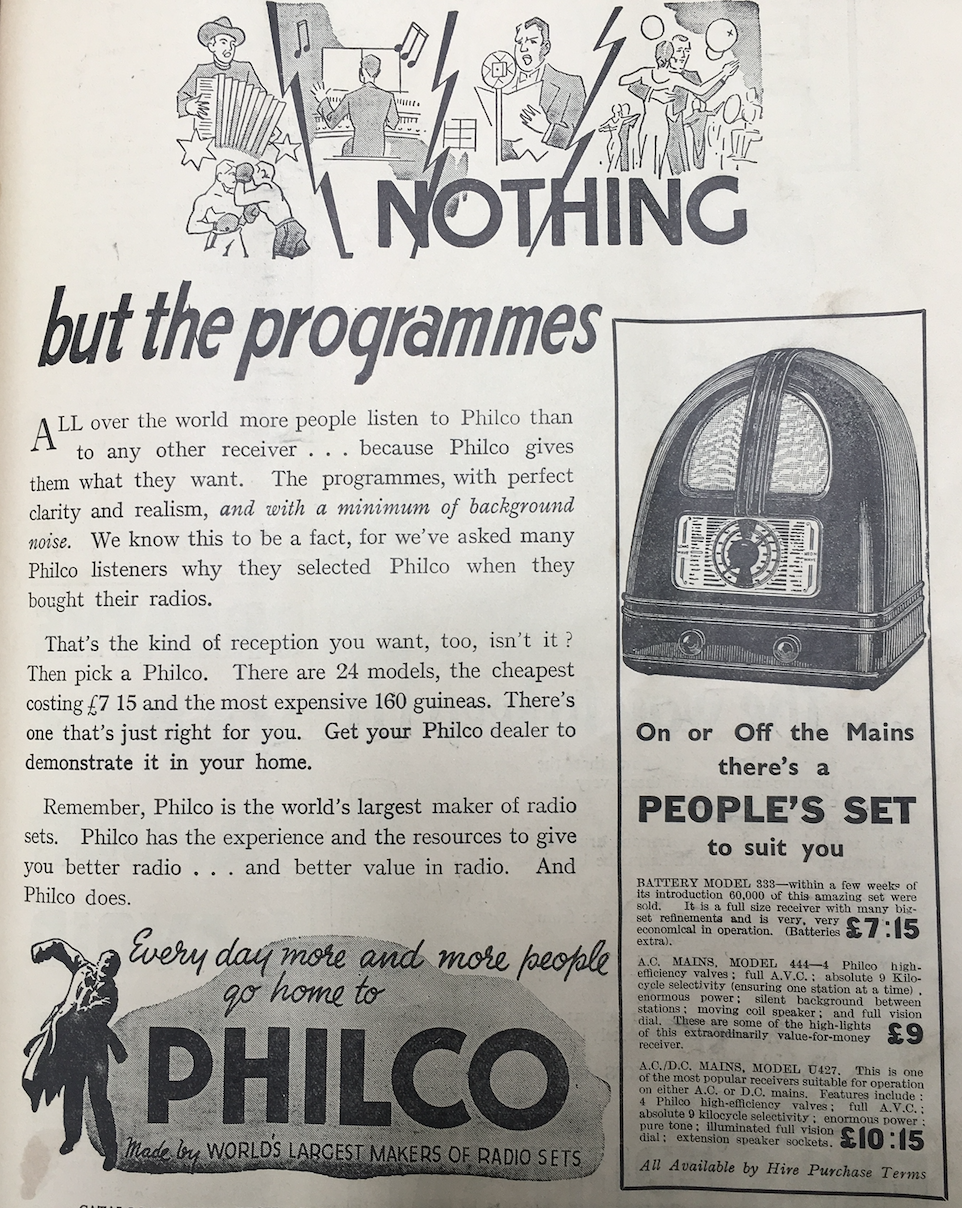 NOTHING
but the programmes
ALL over the world more people listen to Philco than
to any other receiver . . . because Philco gives
them what they want. The programmes, with perfect
clarity and realism, and with a minimum of background
noise. We know this to be a fact, for we've asked many
Philco listeners why they selected Philco when they
bought their radios.
That's the kind of reception you want, too, isn't it ?
Then pick a Philco. There are 24 models, the cheapest
costing £7 15 and the most expensive 160 guineas. There's
one that's just right for you. Get your Philco dealer to
demonstrate it in your home.
Remember, Philco is the world's largest maker of radio
sets. Philco has the experience and the resources to give
you better radio . . . and better value in radio. And
Philco does.
Every day more and more people
go home to
PHILCO
Made by WORLD'S LARGEST MAKERS OF RADIO SETS
On or Off the Mains
there's a
PEOPLE'S SET
to suit you
BATTERY MODEL 333—within a few weeks of
its introduction 60,000 of this amazing set were
sold. It is a full size receiver with many big-
set refinements and is very, very
economical in operation. (Batteries £7:15
extra).
A.C. MAINS, MODEL 444—4 Philco high-
efficiency valves ; full A.V.C. ; absolute 9 Kilo-
cycle selectivity (ensuring one station at a time) ,
enormous power ; silent background between
stations ; moving coil speaker ; and full vision
dial. These are some of the high-lights
of this extraordinarily value-for-money £9
receiver.
A.C./D.C. MAINS, MODEL U427. This is one
of the most popular receivers suitable for operation
on either A.C. or D.C. mains. Features include :
4 Philco high-efficiency valves ; full A.V.C. ;
absolute 9 kilocycle selectivity ; enormous power ;
pure tone ; illuminated full vision
dial ; extension speaker sockets. £10:15
All Available by Hire Purchase Terms